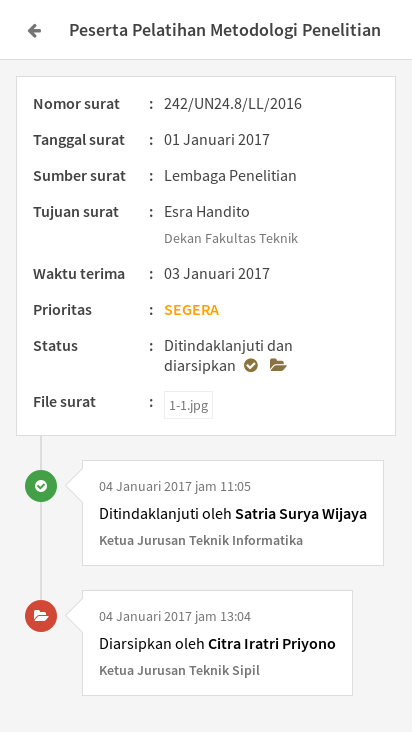 Peserta Pelatihan Metodologi Penelitian
Nomor surat : 242/UN24.8/LL/2016
Tanggal surat : 01 Januari 2017
Sumber surat : Lembaga Penelitian
Tujuan surat : Esra Handito
Dekan Fakultas Teknik
Waktu terima : 03 Januari 2017
Prioritas : SEGERA
Status : Ditindaklanjuti dan
diarsipkan
File surat : 1-1.jpg
04 Januari 2017 jam 11:05
Ditindaklanjuti oleh Satria Surya Wijaya
Ketua Jurusan Teknik Informatika
04 Januari 2017 jam 13:04
Diarsipkan oleh Citra Iratri Priyono
Ketua Jurusan Teknik Sipil